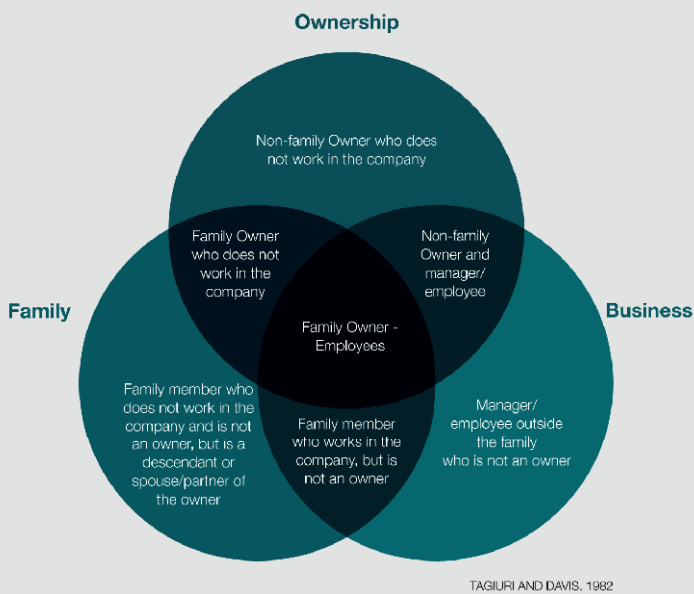 Ownership
Non-family Owner who does
not work in the company
Family Owner
who does not
work in the
company
Non-family
Owner and
manager/
employee
Family
Business
Family Owner -
Employees
Family member who
does not work in the
company and is not
an owner, but is a
descendant or
spouse/partner of
the owner
Family member
who works in the
company, but is
not an owner
Manager/
employee outside
the family
who is not an owner
TAGIURI AND DAVIS. 1982